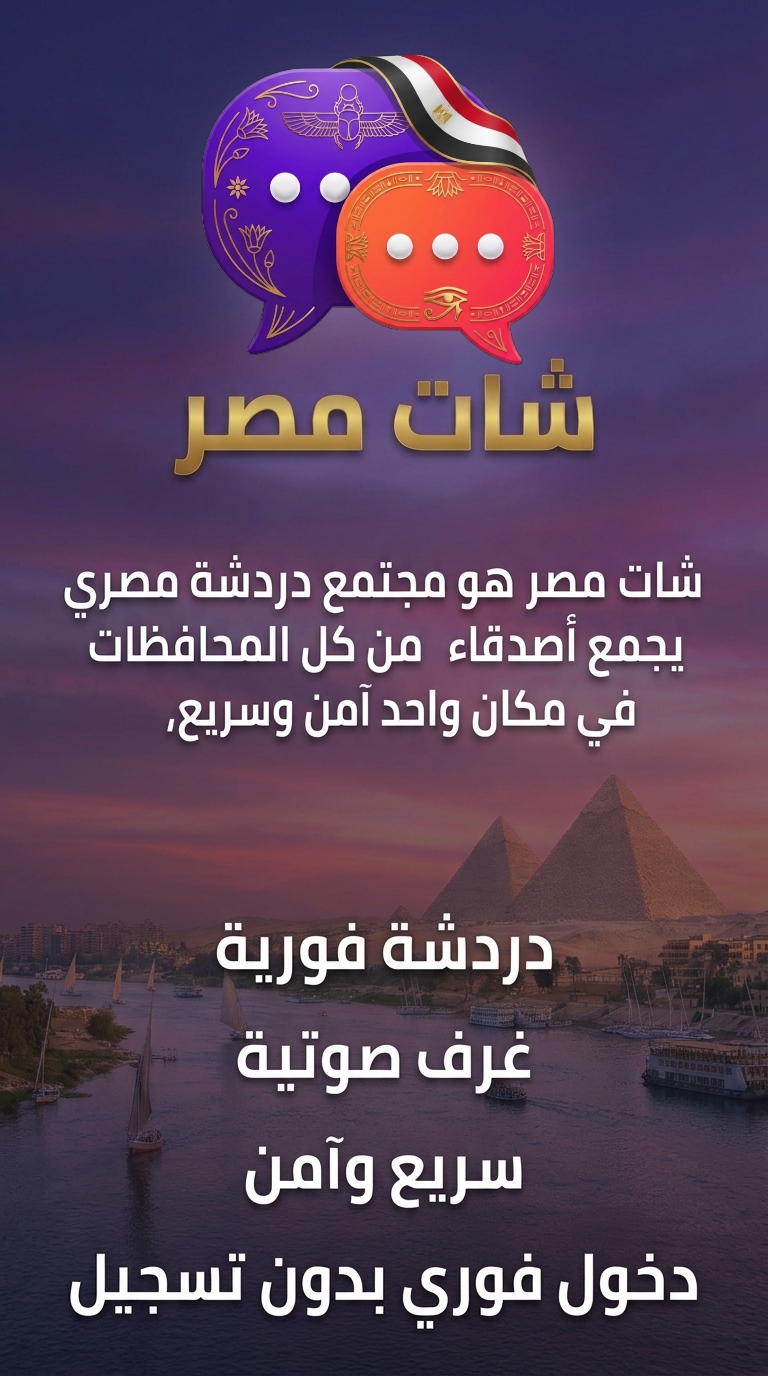 شات مصر
شات مصر هو مجتمع دردشة مصري
يجمع أصدقاء من كل المحافظات
في مكان واحد آمن وسريع,
دردشة فورية
غرف صوتية
سريع وآمن
دخول فوري بدون تسجيل